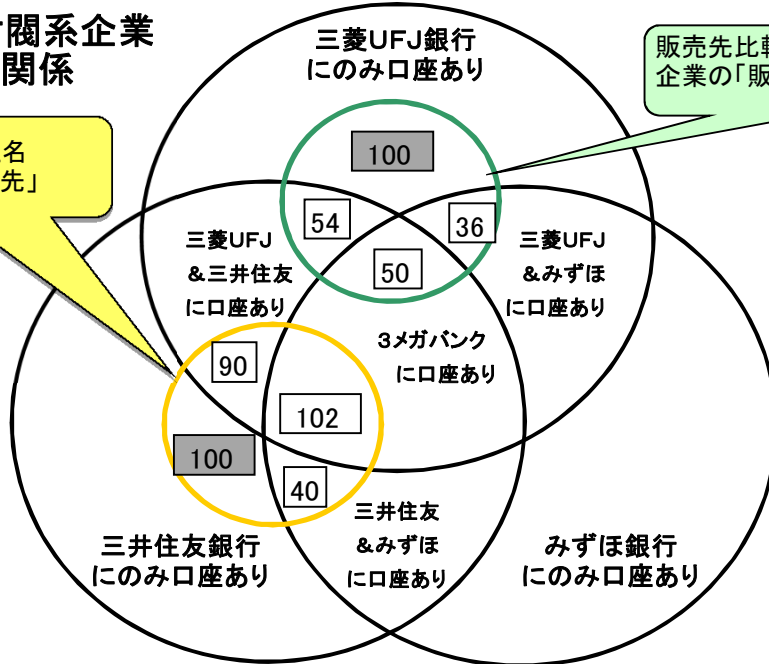 閥系企業
関係
三菱UFJ銀行
にのみ口座あり
販売先比較
企業の「販
名
先」
100
54
36
50
三菱UFJ
&三井住友
に口座あり
三菱UFJ
&みずほ
に口座あり
3メガバンク
に口座あり
90
102
100
40
三井住友
&みずほ
に口座あり
三井住友銀行
にのみ口座あり
みずほ銀行
にのみ口座あり